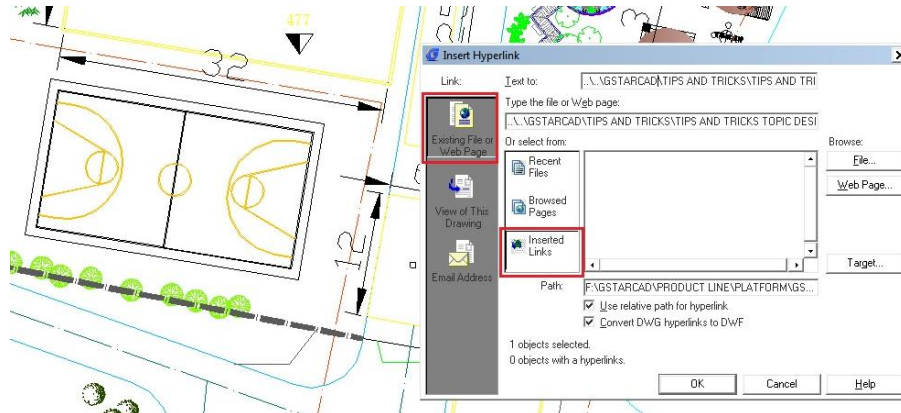 477
32
12
Insert Hyperlink
Link:
Text to:
..\..\GSTARCAD\TIPS AND TRICKS\TIPS AND TRI
Type the file or Web page:
..\..\GSTARCAD\TIPS AND TRICKS\TIPS AND TRICKS TOPIC DESI
Existing File or
Web Page
Or select from:
Browse:
Recent
Files
File...
Web Page...
View of This
Drawing
Browsed
Pages
Inserted
Links
Email Address
Target...
Path:
F:\GSTARCAD\PRODUCT LINE\PLATFORM\GS...
Use relative path for hyperlink
Convert DWG hyperlinks to DWF
1 objects selected.
0 objects with a hyperlinks.
OK
Cancel
Help